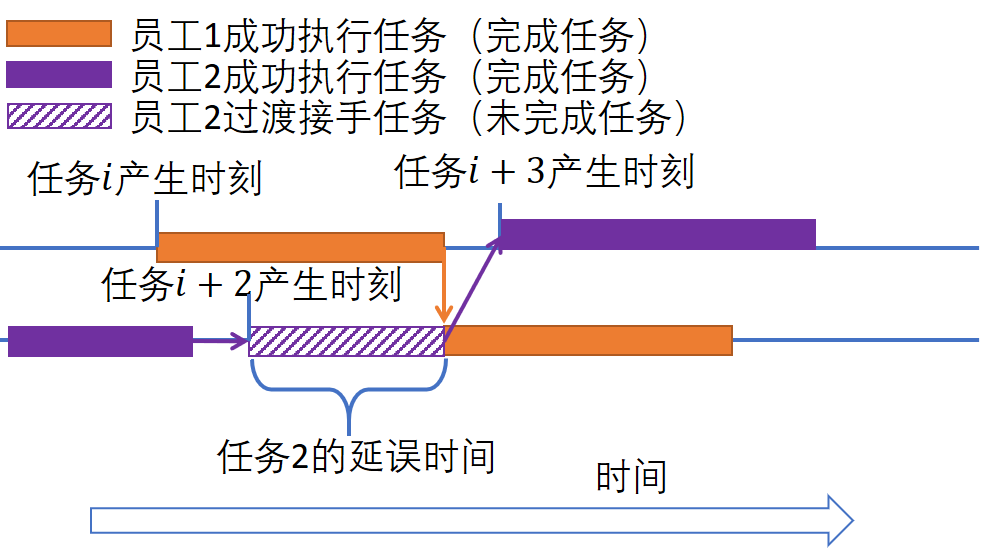 员工1成功执行任务（完成任务）
员工2成功执行任务（完成任务）
员工2过渡接手任务（未完成任务）
任务i产生时刻
任务i + 3产生时刻
任务i + 2产生时刻
任务2的延误时间
时间